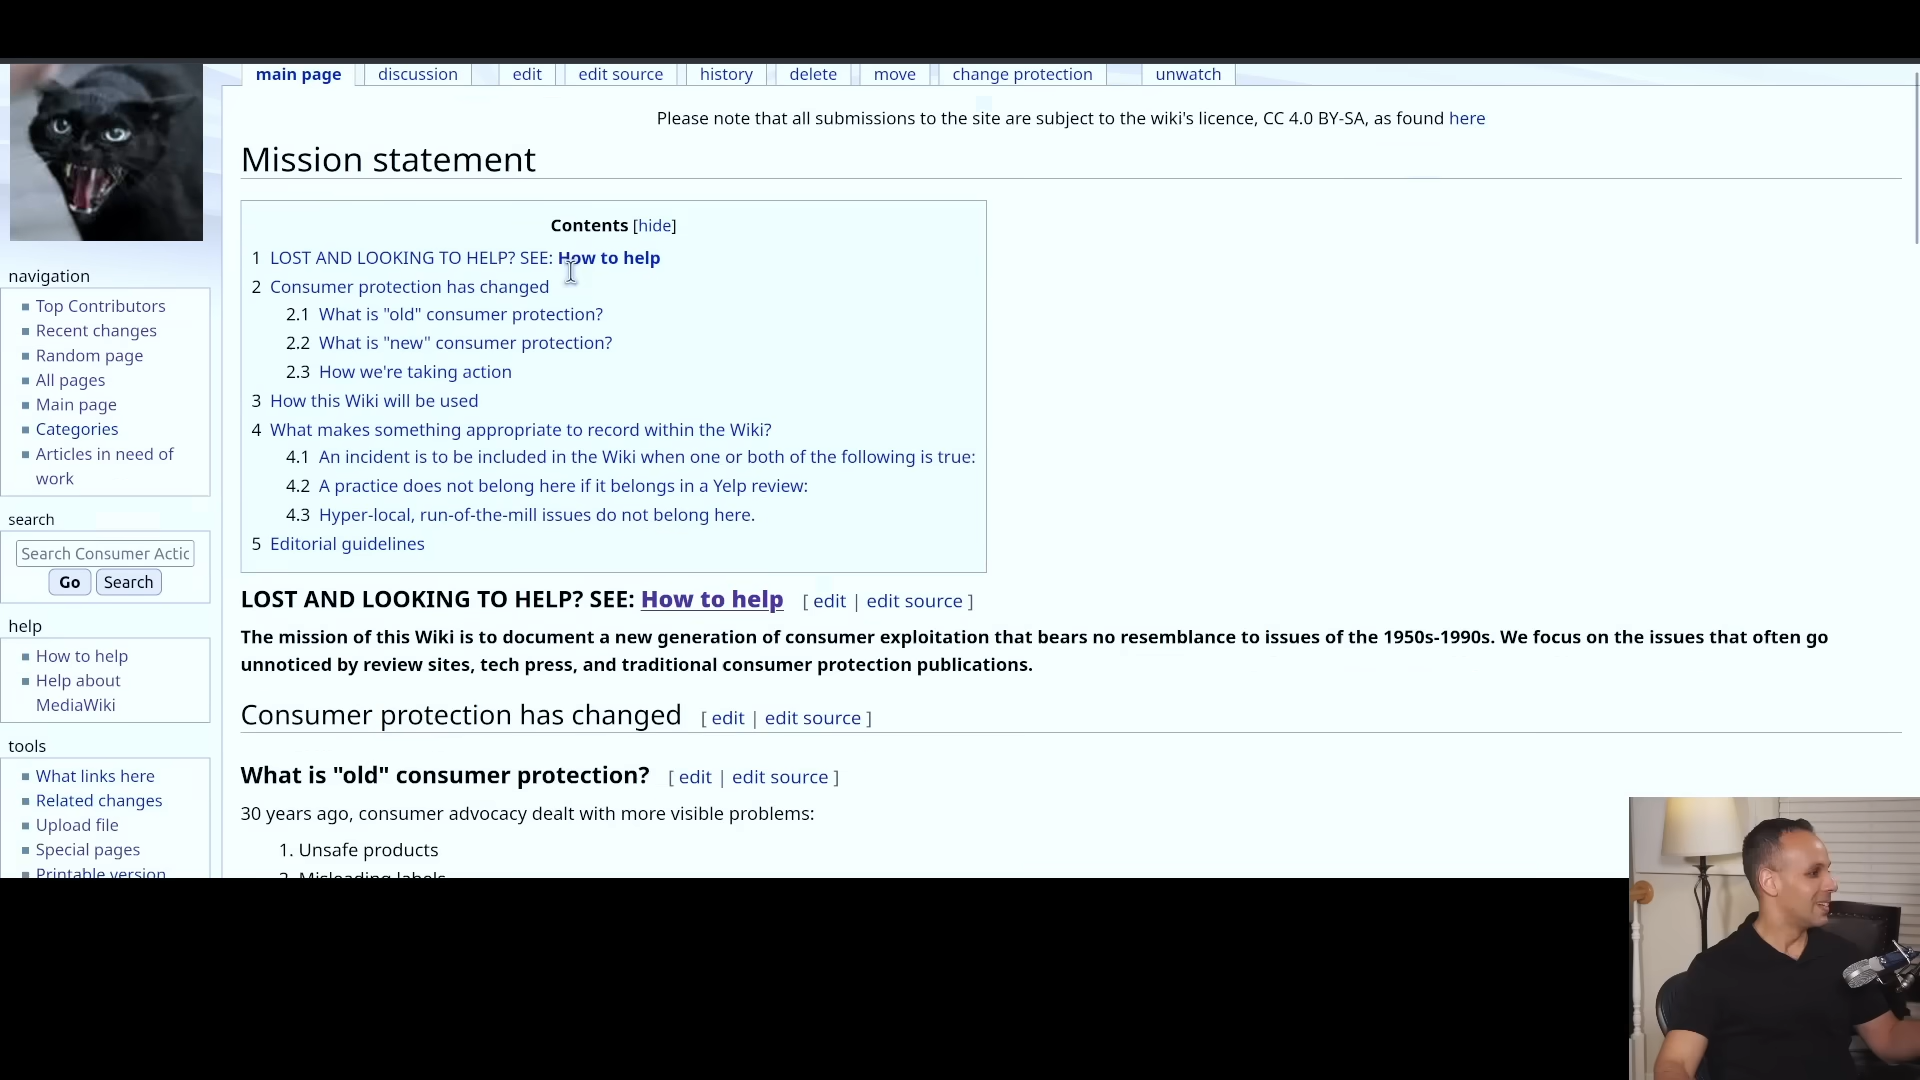 main page discussion edit edit source history delete move change protection unwatch
Please note that all submissions to the site are subject to the wiki's licence, CC 4.0 BY-SA, as found here
Mission statement
Contents [hide]
1 LOST AND LOOKING TO HELP? SEE: How to help
2 Consumer protection has changed
2.1 What is "old" consumer protection?
2.2 What is "new" consumer protection?
2.3 How we're taking action
3 How this Wiki will be used
4 What makes something appropriate to record within the Wiki?
4.1 An incident is to be included in the Wiki when one or both of the following is true:
4.2 A practice does not belong here if it belongs in a Yelp review:
4.3 Hyper-local, run-of-the-mill issues do not belong here.
5 Editorial guidelines
LOST AND LOOKING TO HELP? SEE: How to help [ edit | edit source ]
The mission of this Wiki is to document a new generation of consumer exploitation that bears no resemblance to issues of the 1950s-1990s. We focus on the issues that often go
unnoticed by review sites, tech press, and traditional consumer protection publications.
Consumer protection has changed [ edit | edit source ]
What is "old" consumer protection? [ edit | edit source ]
30 years ago, consumer advocacy dealt with more visible problems:
1. Unsafe products
2. Misleading labels
navigation
Top Contributors
Recent changes
Random page
All pages
Main page
Categories
Articles in need of
work
search
Search Consumer Actic
Go Search
help
How to help
Help about
MediaWiki
tools
What links here
Related changes
Upload file
Special pages
Printable version